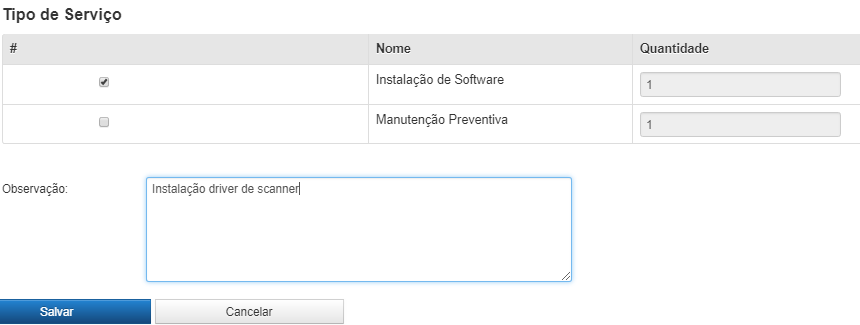 Tipo de Serviço
# Nome Quantidade
Instalação de Software 1
Manutenção Preventiva 1
Observação: Instalação driver de scanner
Salvar Cancelar